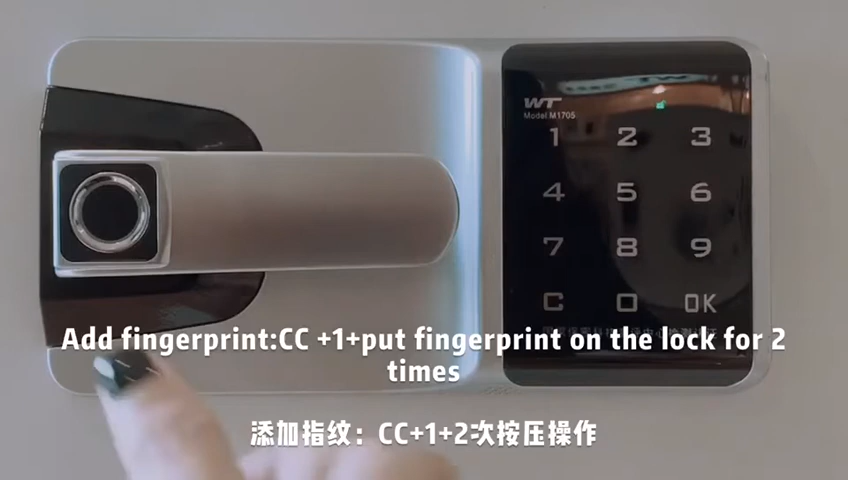 WT
Model M1705
1 2 3
4 5 6
7 8 9
C 0 OK
Add fingerprint:CC +1+put fingerprint on the lock for 2
times
添加指纹：CC+1+2次按压操作